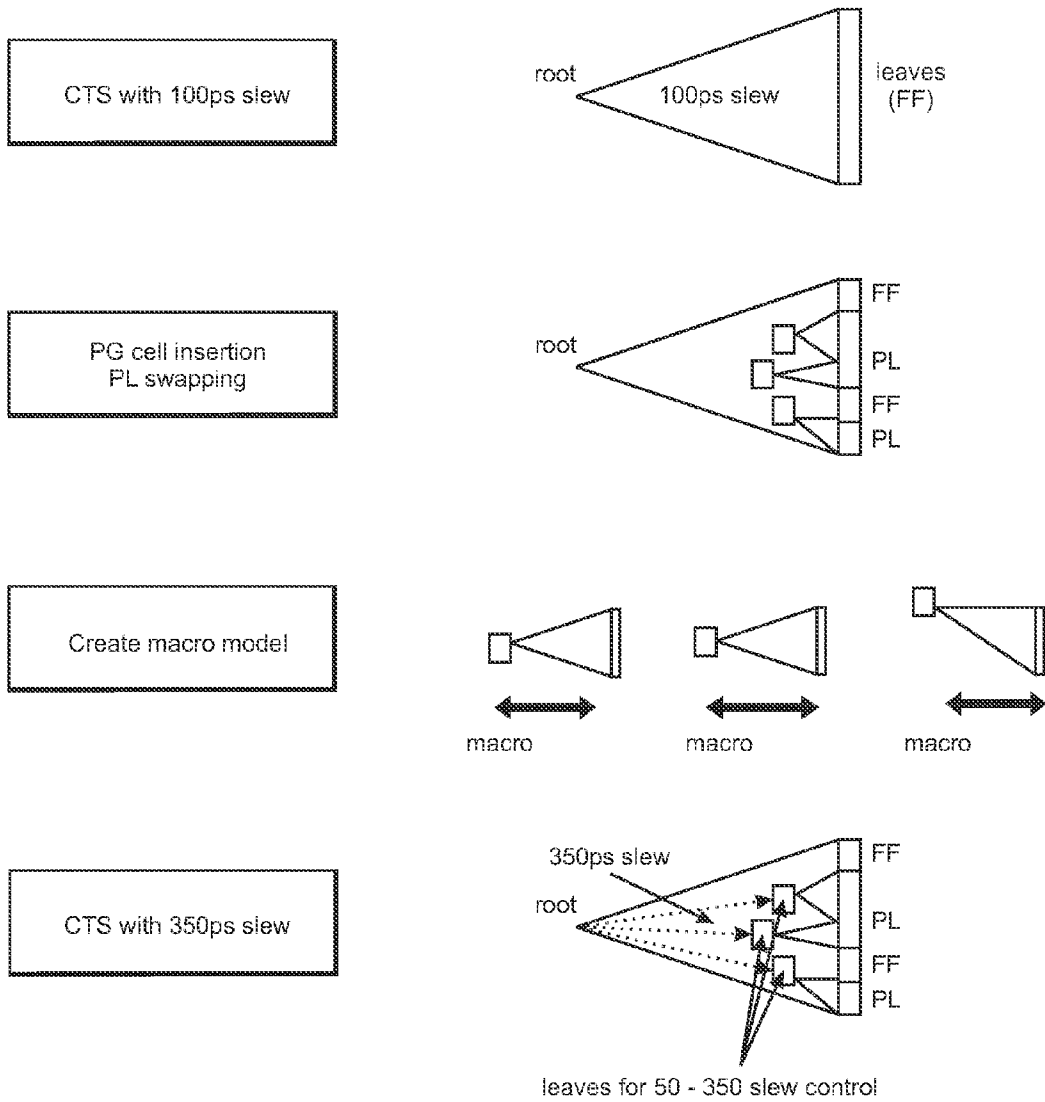 CTS with 100ps slew
root
100ps slew
leaves
(FF)
PG cell insertion
PL swapping
root
FF
PL
FF
PL
Create macro model
macro
macro
macro
CTS with 350ps slew
350ps slew
root
FF
PL
FF
PL
leaves for 50 - 350 slew control